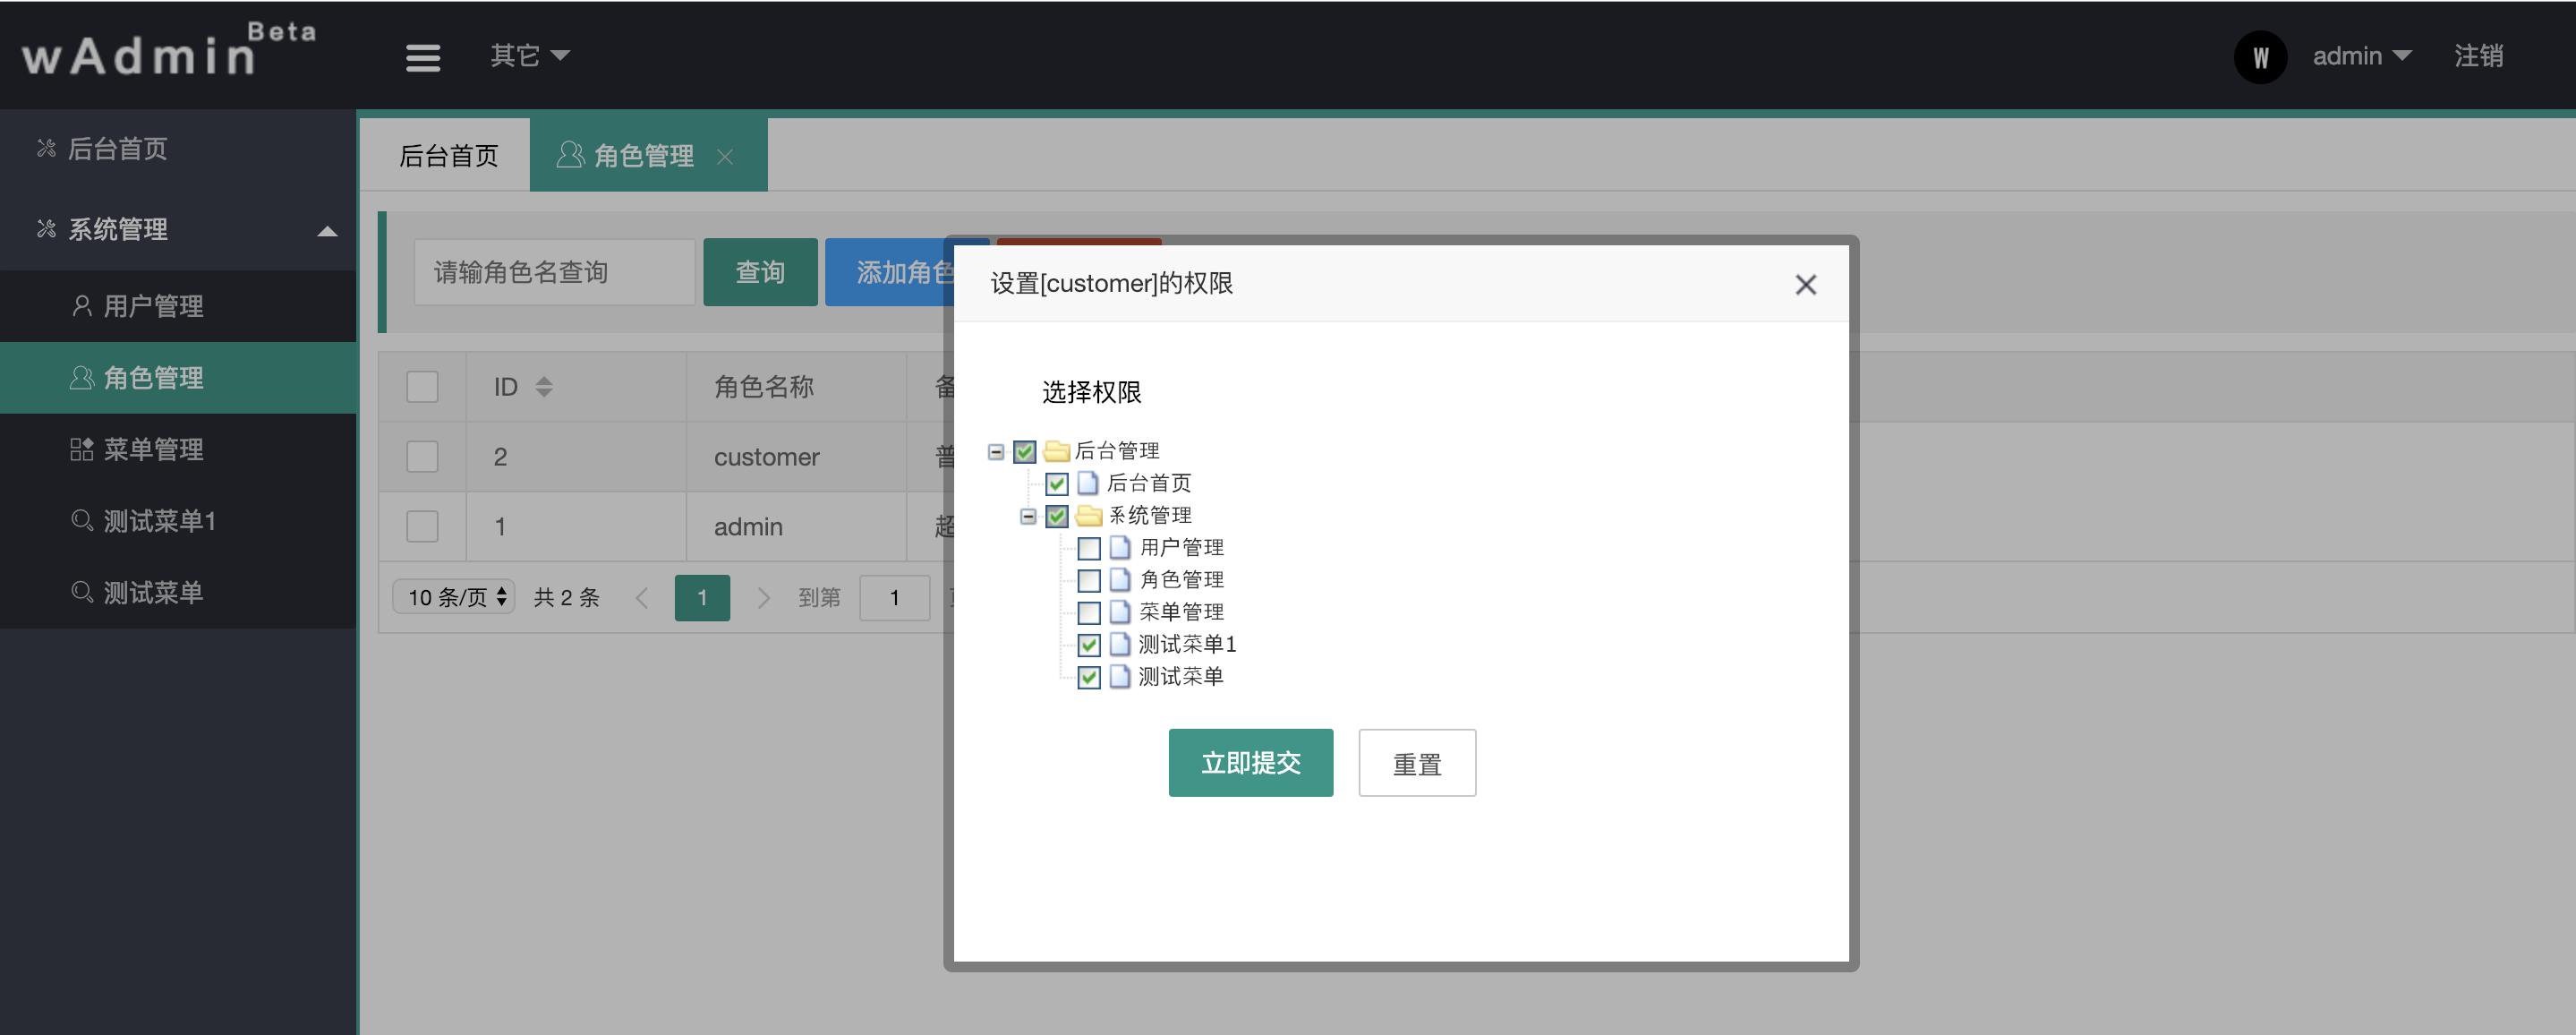 wAdmin Beta
其它
W
admin
注销
后台首页
系统管理
用户管理
角色管理
菜单管理
测试菜单1
测试菜单
后台首页
角色管理
请输角色名查询
查询
添加角色
ID
角色名称
备
2
customer
普
1
admin
超
10 条/页
共 2 条
1
到第
1
设置[customer]的权限
选择权限
后台管理
后台首页
系统管理
用户管理
角色管理
菜单管理
测试菜单1
测试菜单
立即提交
重置